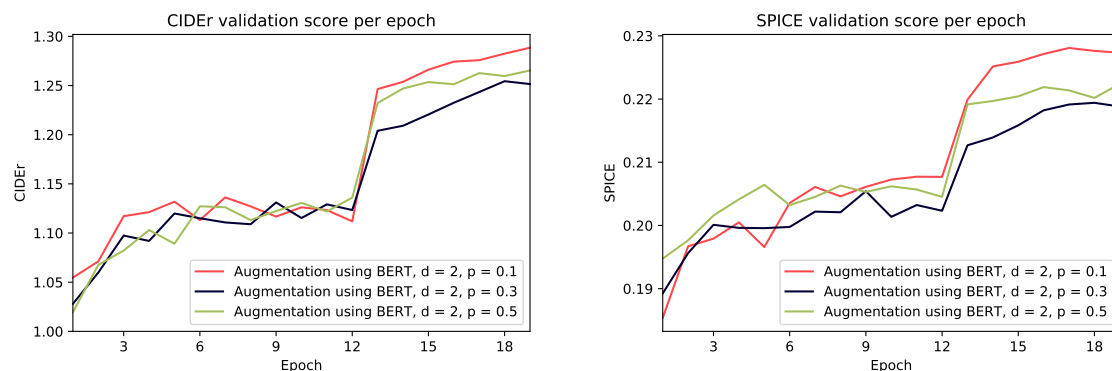 CIDEr validation score per epoch
1.30
1.25
1.20
1.15
1.10
1.05
1.00
CIDEr
3 6 9 12 15 18
Epoch
Augmentation using BERT, d = 2, p = 0.1
Augmentation using BERT, d = 2, p = 0.3
Augmentation using BERT, d = 2, p = 0.5
SPICE validation score per epoch
0.23
0.22
0.21
0.20
0.19
SPICE
3 6 9 12 15 18
Epoch
Augmentation using BERT, d = 2, p = 0.1
Augmentation using BERT, d = 2, p = 0.3
Augmentation using BERT, d = 2, p = 0.5